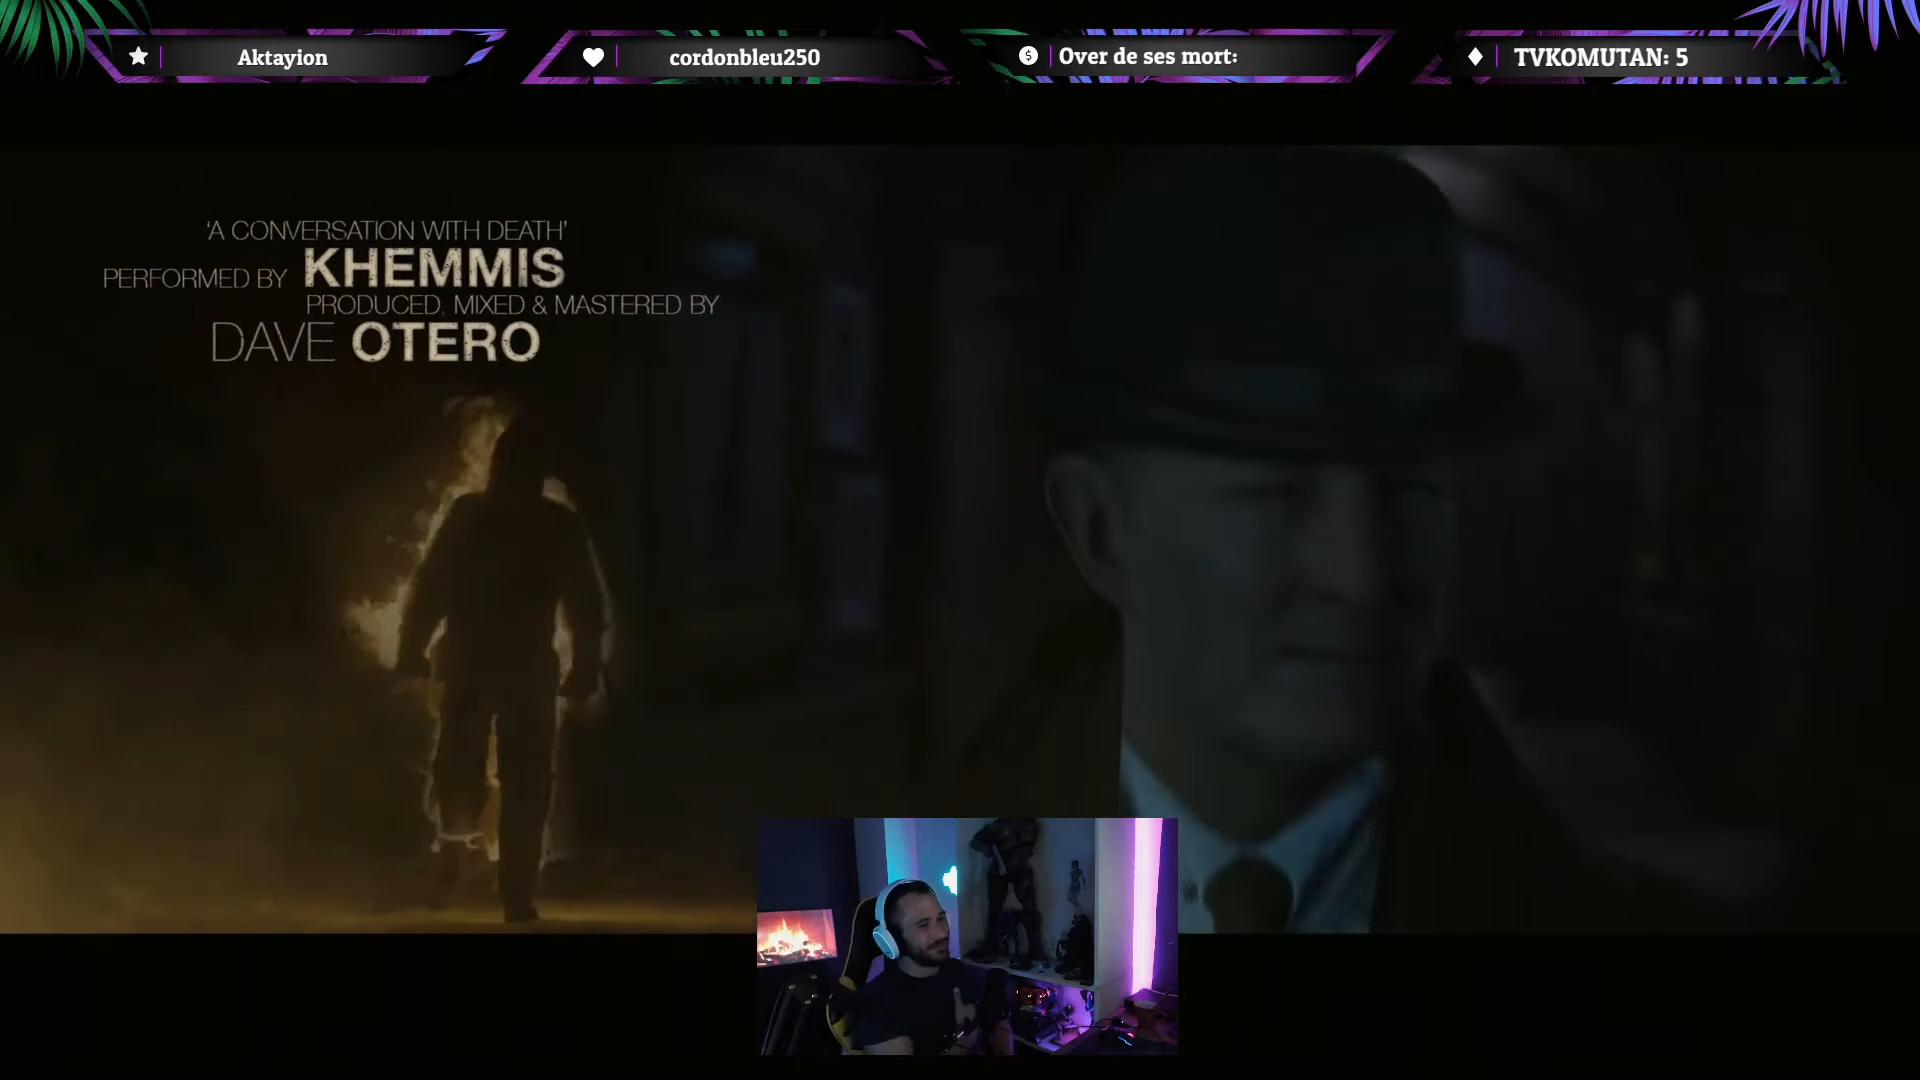 Aktayion
cordonbleu250
Over de ses mort:
TVKOMUTAN: 5
'A CONVERSATION WITH DEATH'
PERFORMED BY KHEMMIS
PRODUCED, MIXED & MASTERED BY
DAVE OTERO